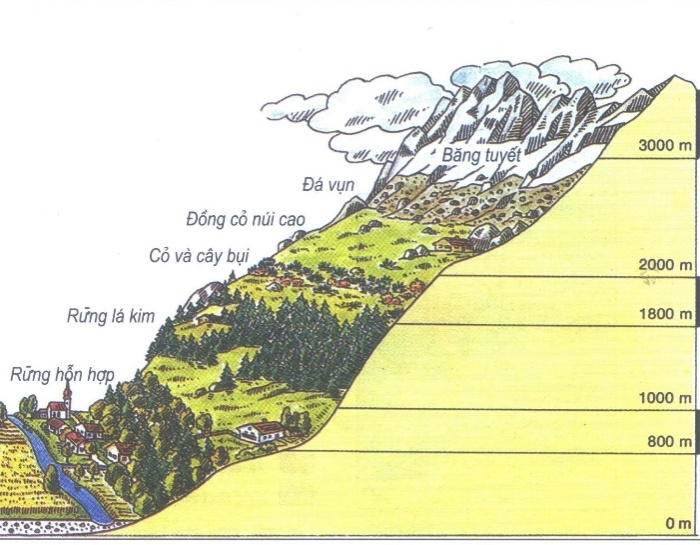 Băng tuyết
3000 m
Đá vụn
Đồng cỏ núi cao
Cỏ và cây bụi
2000 m
Rừng lá kim
1800 m
Rừng hỗn hợp
1000 m
800 m
0 m